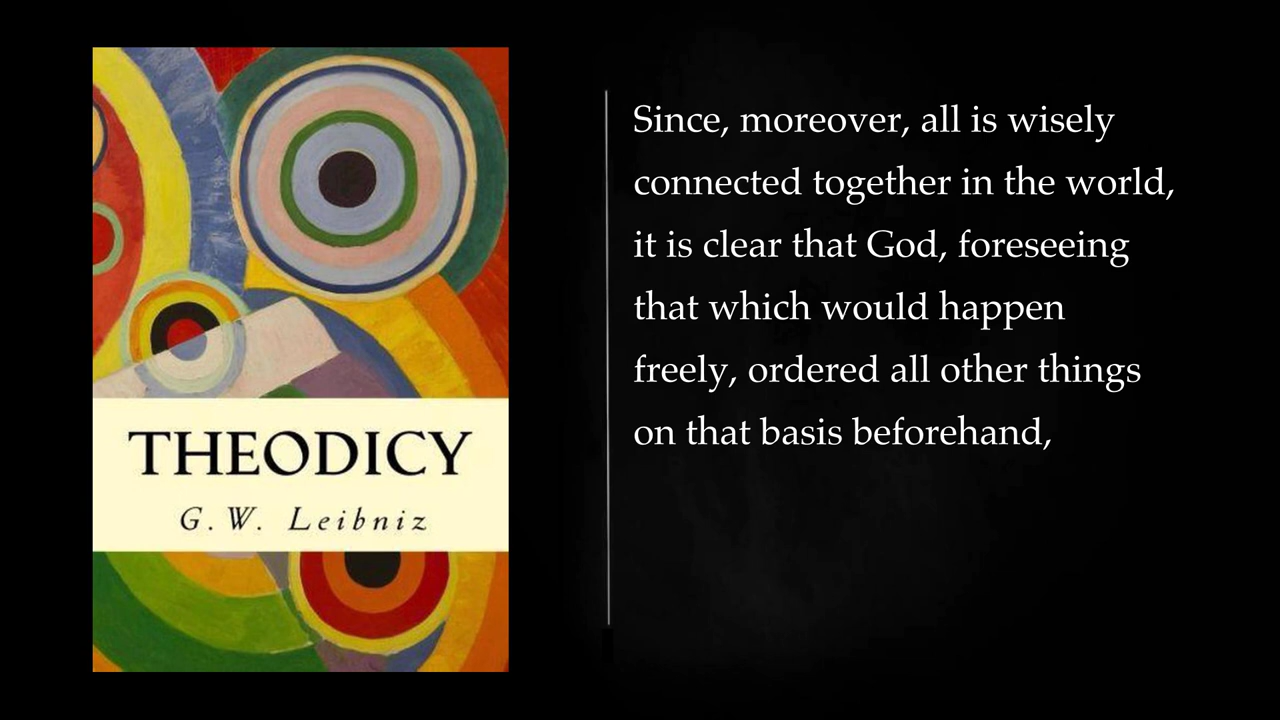 THEODICY
G. W. Leibniz
Since, moreover, all is wisely
connected together in the world,
it is clear that God, foreseeing
that which would happen
freely, ordered all other things
on that basis beforehand,